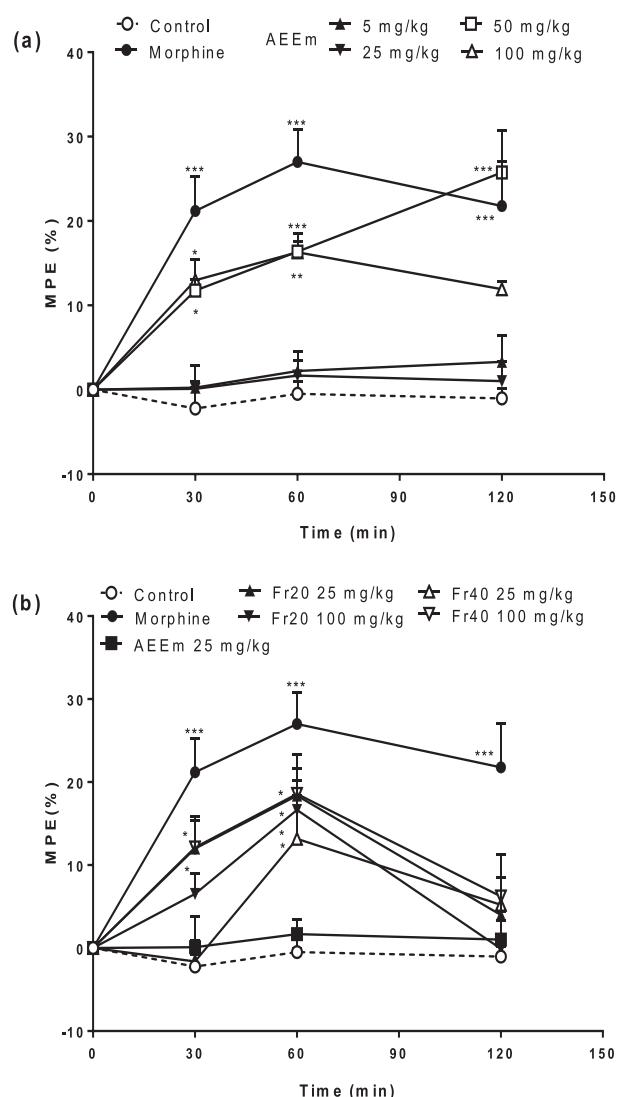 (a)
Control
Morphine
AEEm
5 mg/kg
25 mg/kg
50 mg/kg
100 mg/kg
MPE (%)
40
30
20
10
0
-10
***
***
***
***
*
*
***
**
0 30 60 90 120 150
Time (min)
(b)
Control
Morphine
AEEm 25 mg/kg
Fr20 25 mg/kg
Fr20 100 mg/kg
Fr40 25 mg/kg
Fr40 100 mg/kg
MPE(%)
40
30
20
10
0
-10
***
***
***
*
*
*
*
*
*
0 30 60 90 120 150
Time (min)